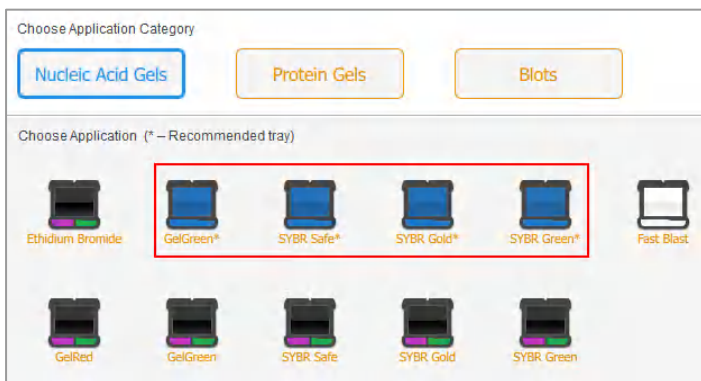 Choose Application Category
Nucleic Acid Gels Protein Gels Blots
Choose Application (* – Recommended tray)
Ethidium Bromide GelGreen* SYBR Safe* SYBR Gold* SYBR Green* Fast Blast
GelRed GelGreen SYBR Safe SYBR Gold SYBR Green